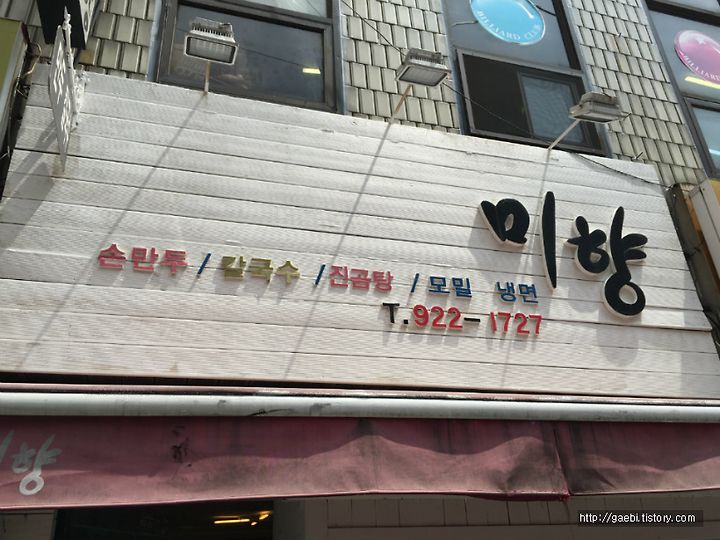 BILLIARD CLUB
BILLIARD
미향
손만두 / 칼국수 / 진곰탕 / 모밀 냉면
T.922-1727
향
http://gaebi.tistory.com